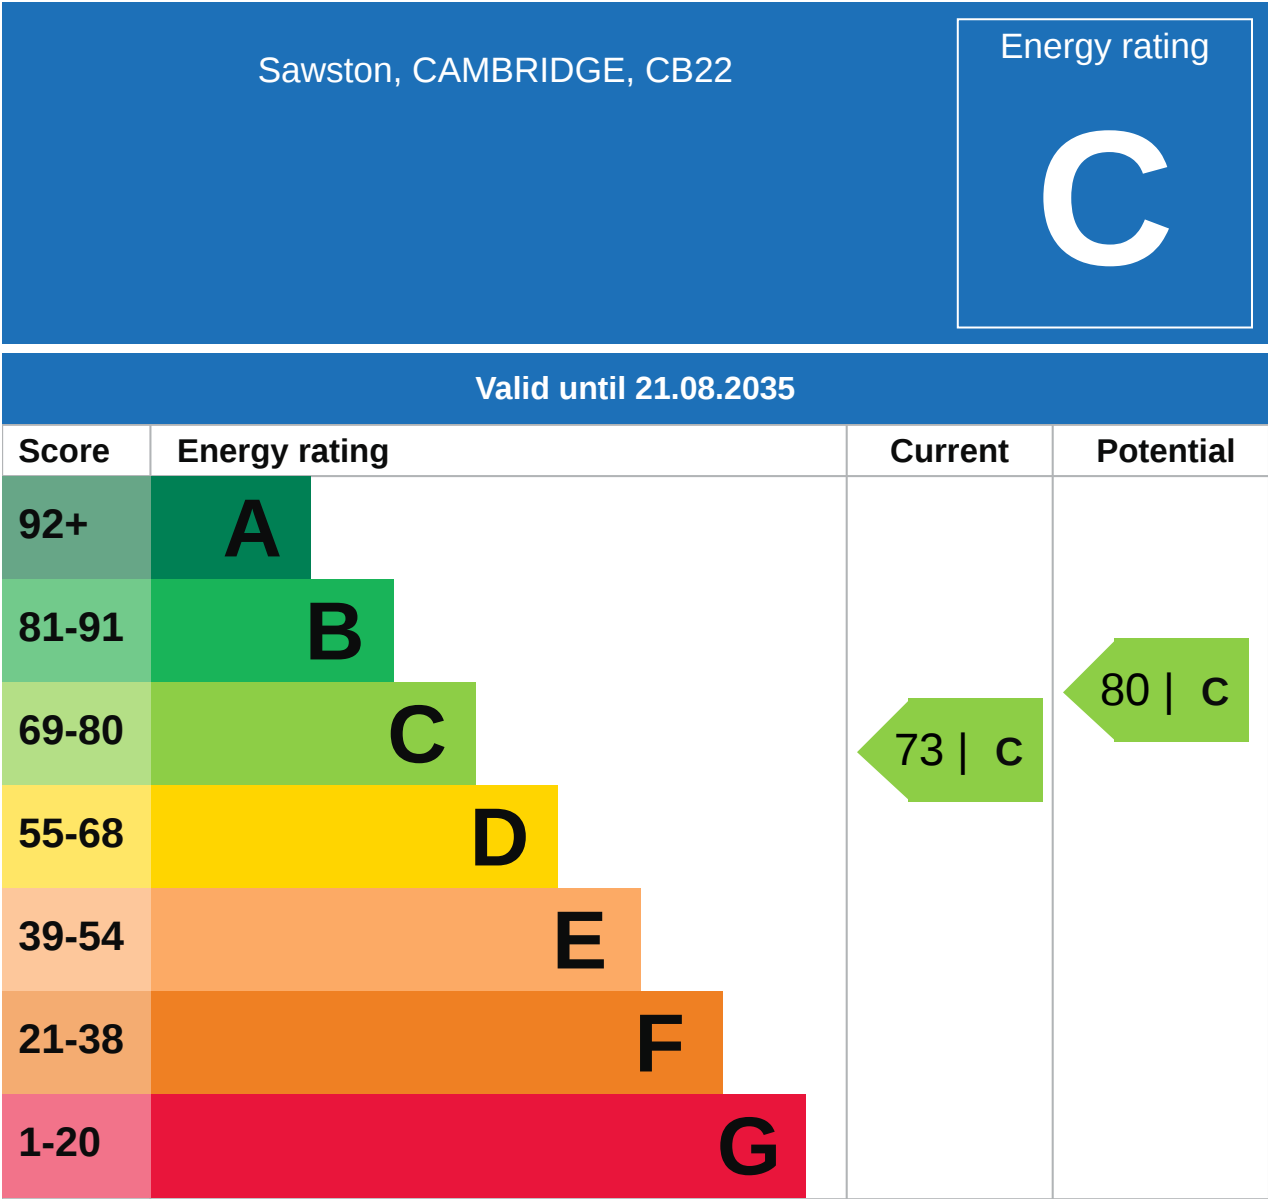 Sawston, CAMBRIDGE, CB22
Energy rating
C
Valid until 21.08.2035
Score Energy rating Current Potential
92+ A
81-91 B
69-80 C
73 | C
80 | C
55-68 D
39-54 E
21-38 F
1-20 G